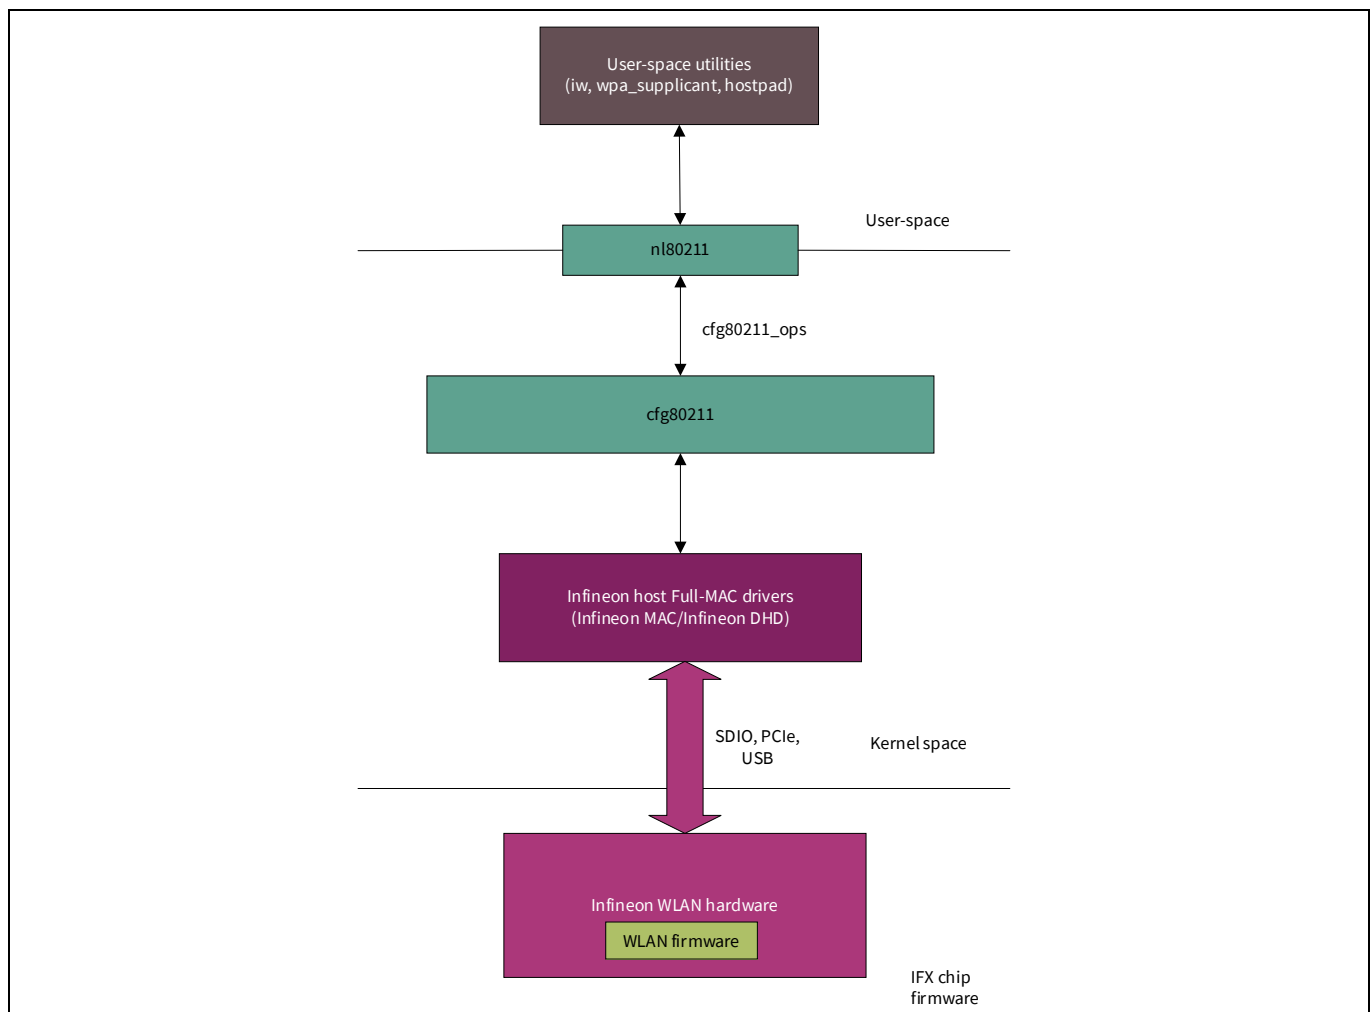 User-space utilities
(iw, wpa_supplicant, hostpad)
User-space
nl80211
cfg80211_ops
cfg80211
Infineon host Full-MAC drivers
(Infineon MAC/Infineon DHD)
SDIO, PCIe,
USB
Kernel space
Infineon WLAN hardware
WLAN firmware
IFX chip
firmware